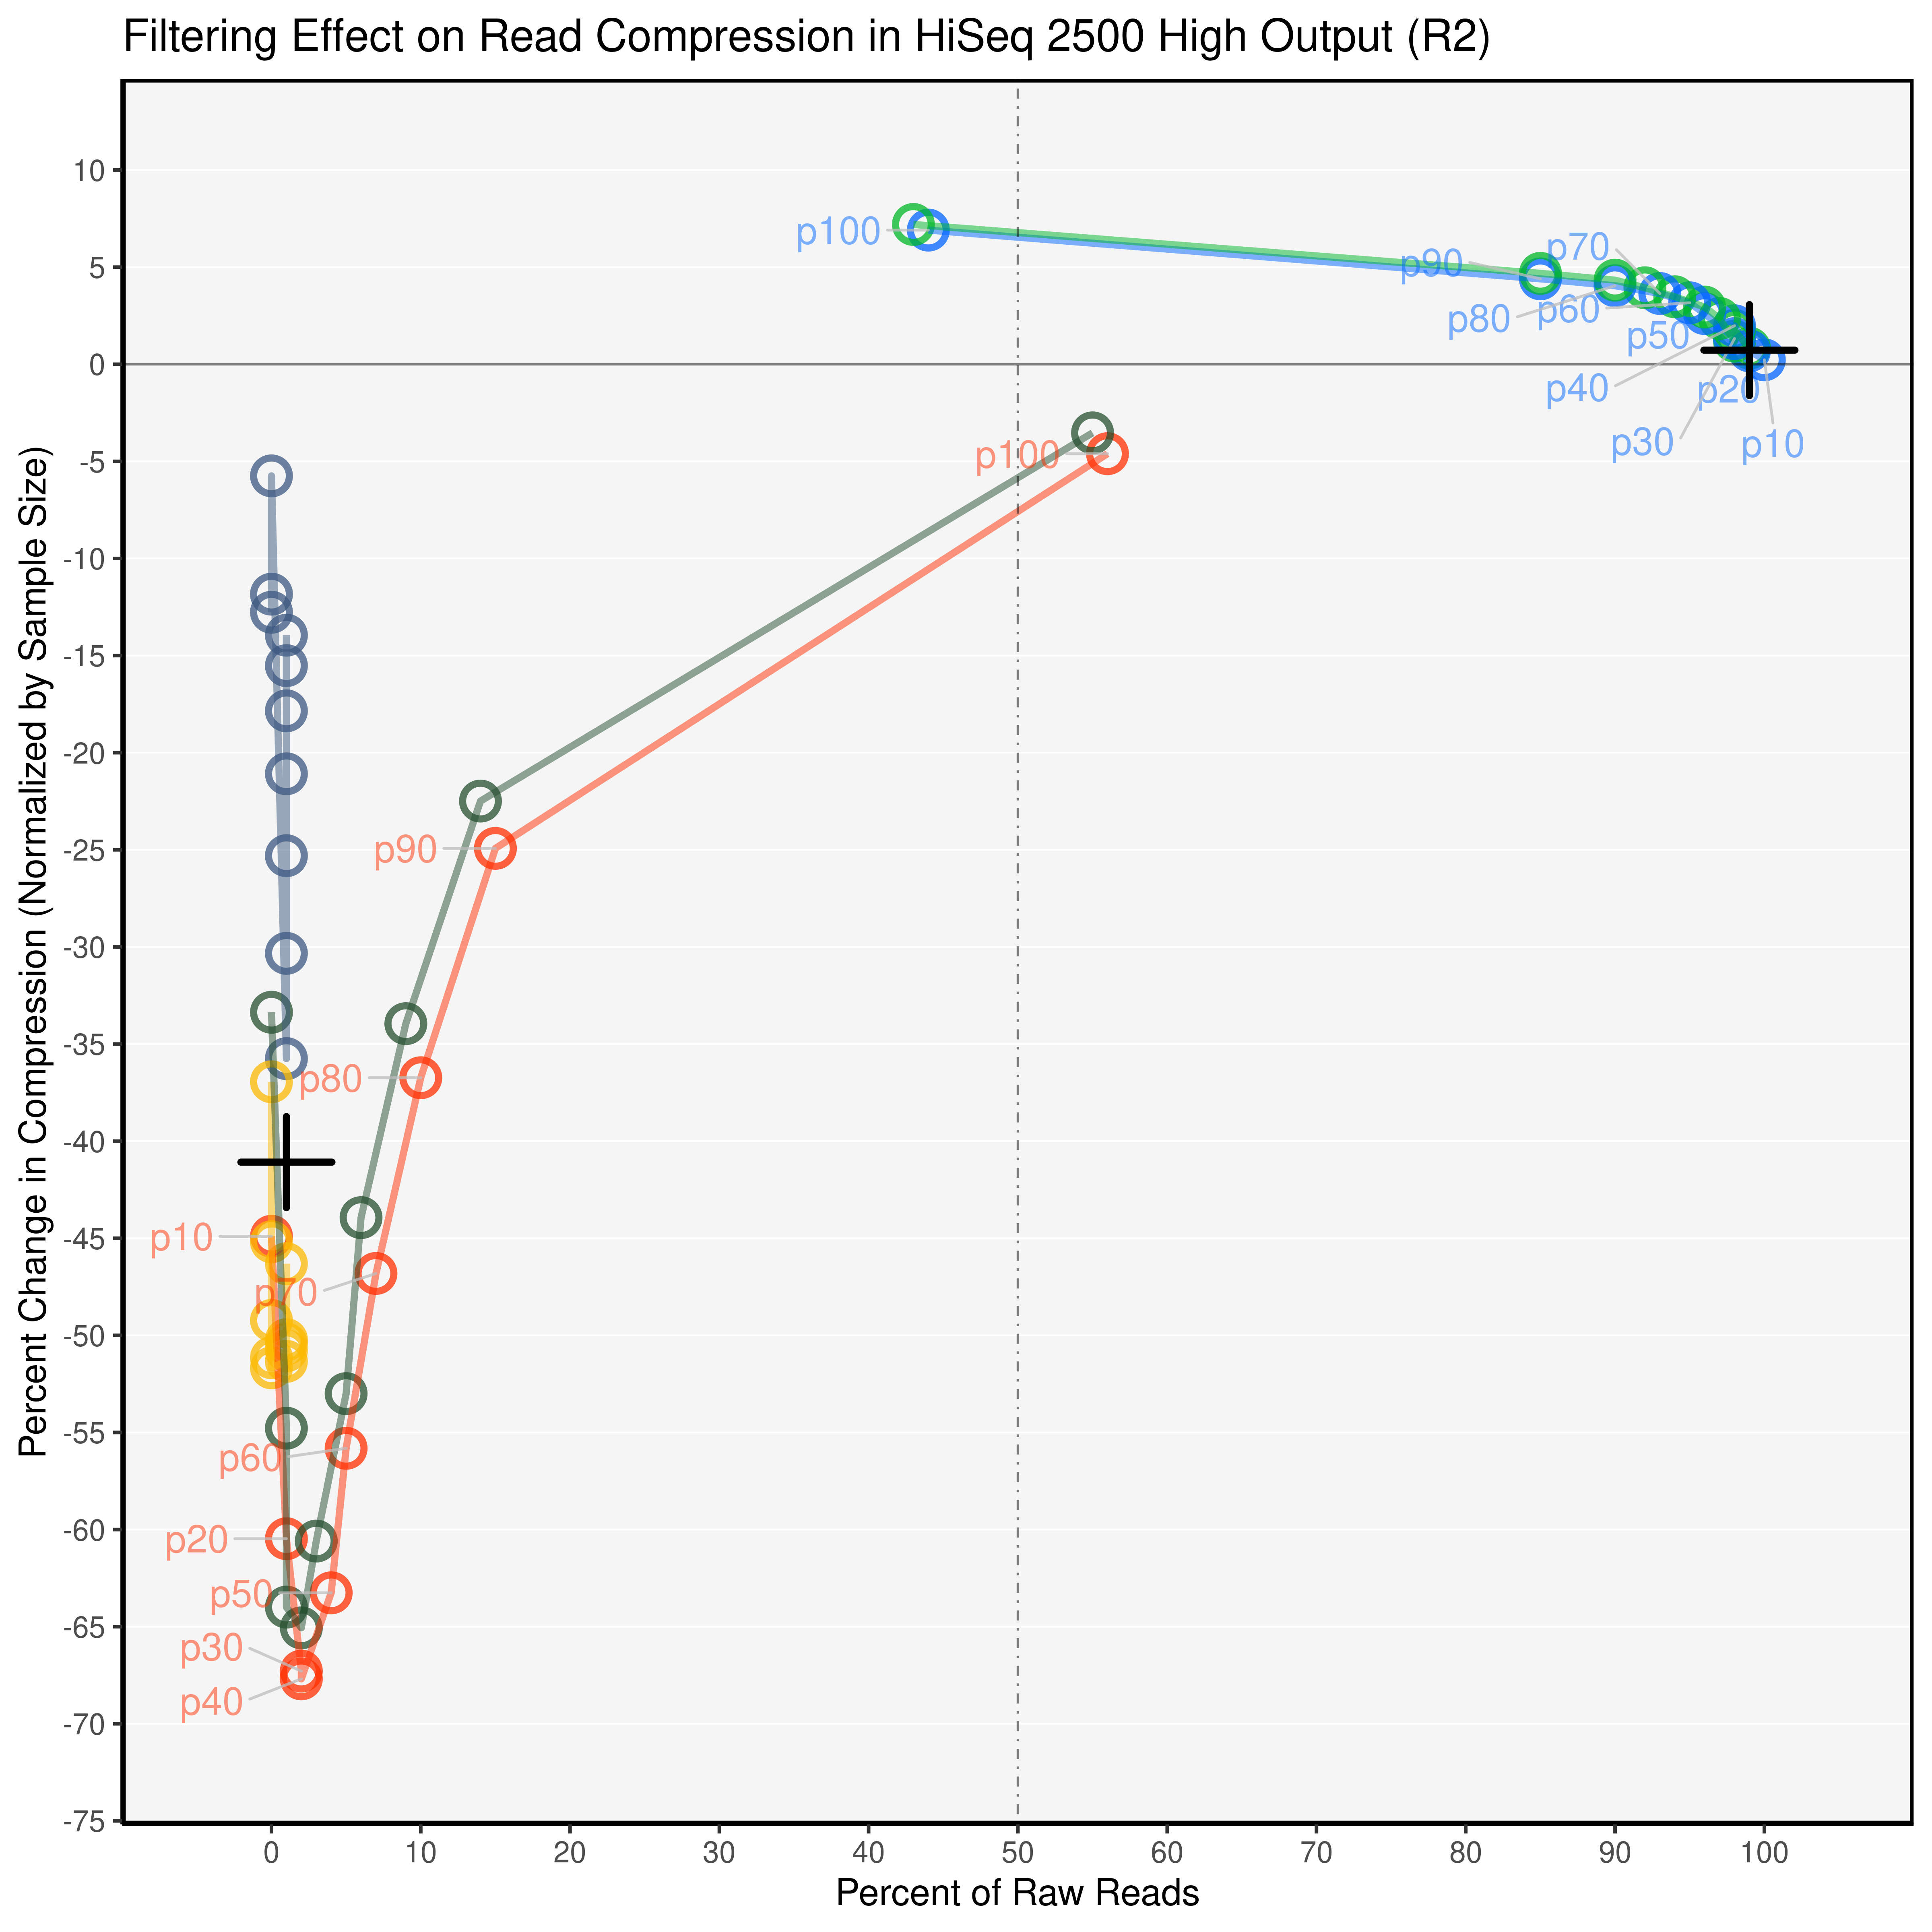 Filtering Effect on Read Compression in HiSeq 2500 High Output (R2)
Percent Change in Compression (Normalized by Sample Size)
10
5
0
-5
-10
-15
-20
-25
-30
-35
-40
-45
-50
-55
-60
-65
-70
-75
p100
p90
p70
p80
p60
p50
p40
p20
p30
p10
p100
p90
p80
p10
p70
p60
p20
p50
p30
p40
0 10 20 30 40 50 60 70 80 90 100
Percent of Raw Reads